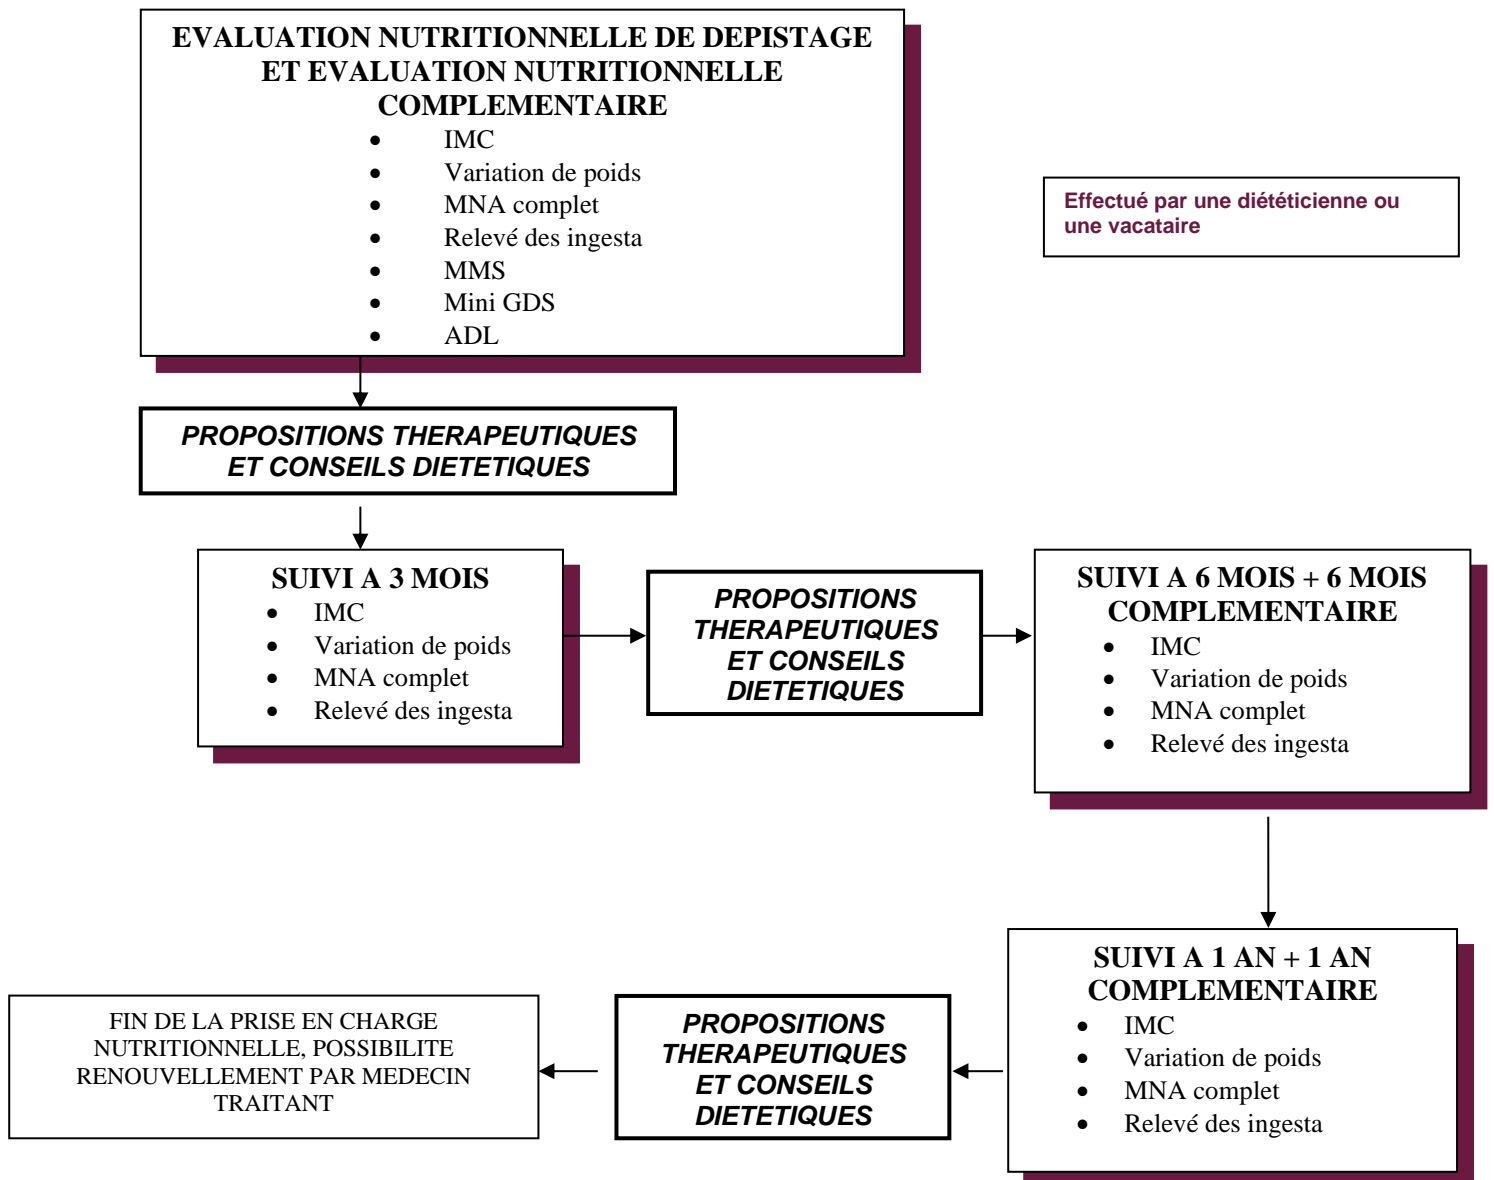 EVALUATION NUTRITIONNELLE DE DEPISTAGE
ET EVALUATION NUTRITIONNELLE
COMPLEMENTAIRE
• IMC
• Variation de poids
• MNA complet
• Relevé des ingesta
• MMS
• Mini GDS
• ADL
Effectué par une diététicienne ou
une vacataire
PROPOSITIONS THERAPEUTIQUES
ET CONSEILS DIETETIQUES
SUIVI A 3 MOIS
• IMC
• Variation de poids
• MNA complet
• Relevé des ingesta
PROPOSITIONS
THERAPEUTIQUES
ET CONSEILS
DIETETIQUES
SUIVI A 6 MOIS + 6 MOIS
COMPLEMENTAIRE
• IMC
• Variation de poids
• MNA complet
• Relevé des ingesta
SUIVI A 1 AN + 1 AN
COMPLEMENTAIRE
• IMC
• Variation de poids
• MNA complet
• Relevé des ingesta
PROPOSITIONS
THERAPEUTIQUES
ET CONSEILS
DIETETIQUES
FIN DE LA PRISE EN CHARGE
NUTRITIONNELLE, POSSIBILITE
RENOUVELLEMENT PAR MEDECIN
TRAITANT